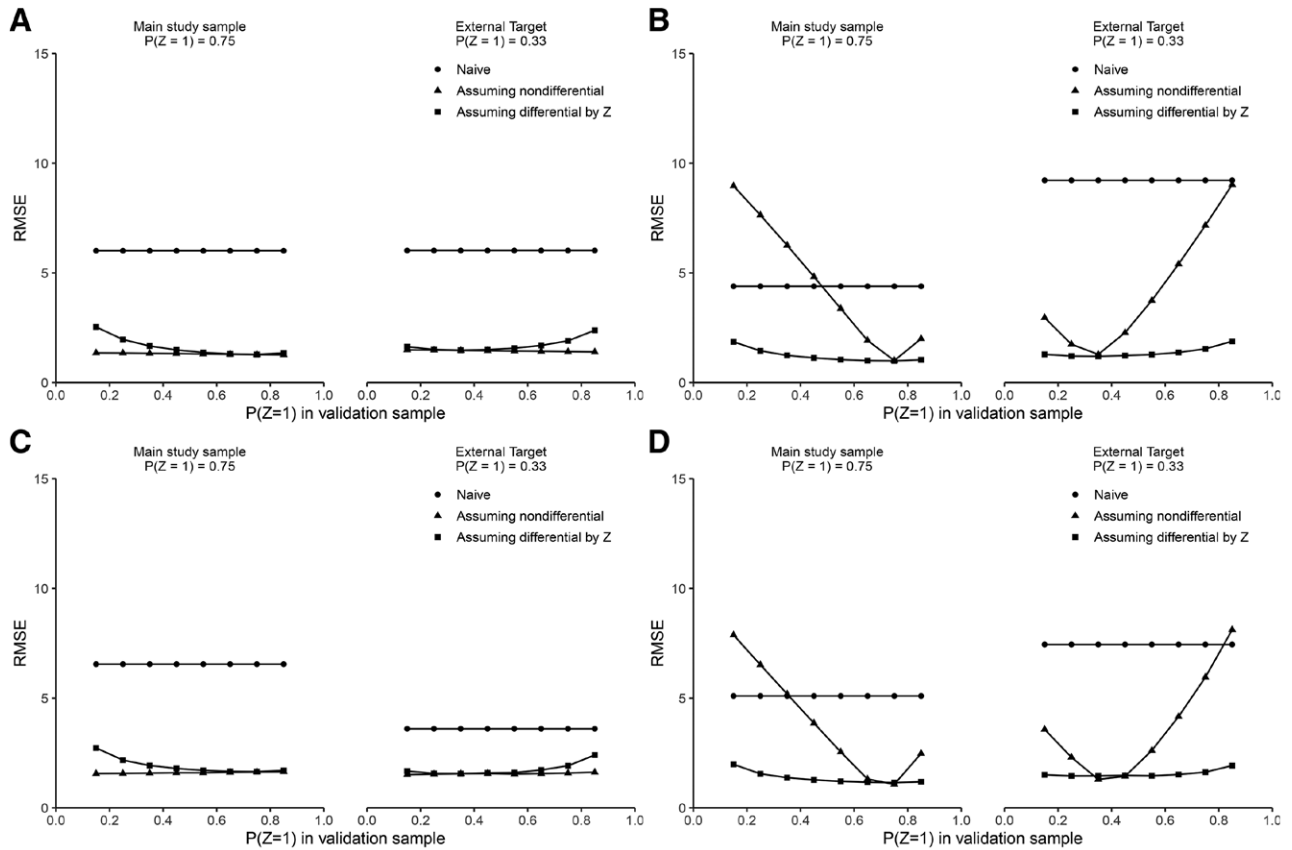 A
Main study sample
P(Z = 1) = 0.75
External Target
P(Z = 1) = 0.33
Naive
Assuming nondifferential
Assuming differential by Z
15
10
5
0
RMSE
0.0 0.2 0.4 0.6 0.8 1.0 0.0 0.2 0.4 0.6 0.8 1.0
P(Z=1) in validation sample
B
Main study sample
P(Z = 1) = 0.75
External Target
P(Z = 1) = 0.33
Naive
Assuming nondifferential
Assuming differential by Z
15
10
5
0
RMSE
0.0 0.2 0.4 0.6 0.8 1.0 0.0 0.2 0.4 0.6 0.8 1.0
P(Z=1) in validation sample
C
Main study sample
P(Z = 1) = 0.75
External Target
P(Z = 1) = 0.33
Naive
Assuming nondifferential
Assuming differential by Z
15
10
5
0
RMSE
0.0 0.2 0.4 0.6 0.8 1.0 0.0 0.2 0.4 0.6 0.8 1.0
P(Z=1) in validation sample
D
Main study sample
P(Z = 1) = 0.75
External Target
P(Z = 1) = 0.33
Naive
Assuming nondifferential
Assuming differential by Z
15
10
5
0
RMSE
0.0 0.2 0.4 0.6 0.8 1.0 0.0 0.2 0.4 0.6 0.8 1.0
P(Z=1) in validation sample